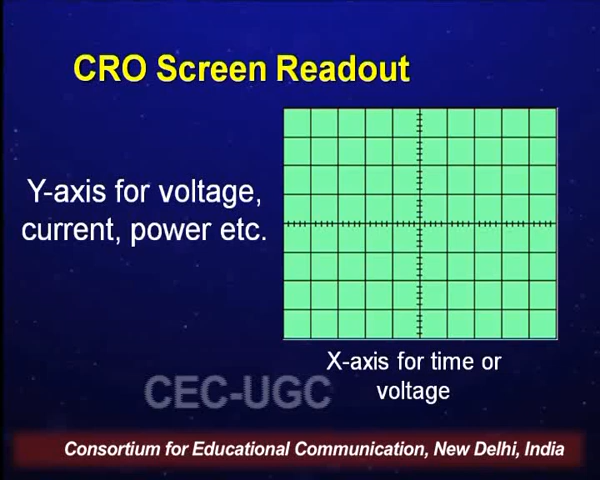 CRO Screen Readout
Y-axis for voltage,
current, power etc.
X-axis for time or
voltage
CEC-UGC
Consortium for Educational Communication, New Delhi, India